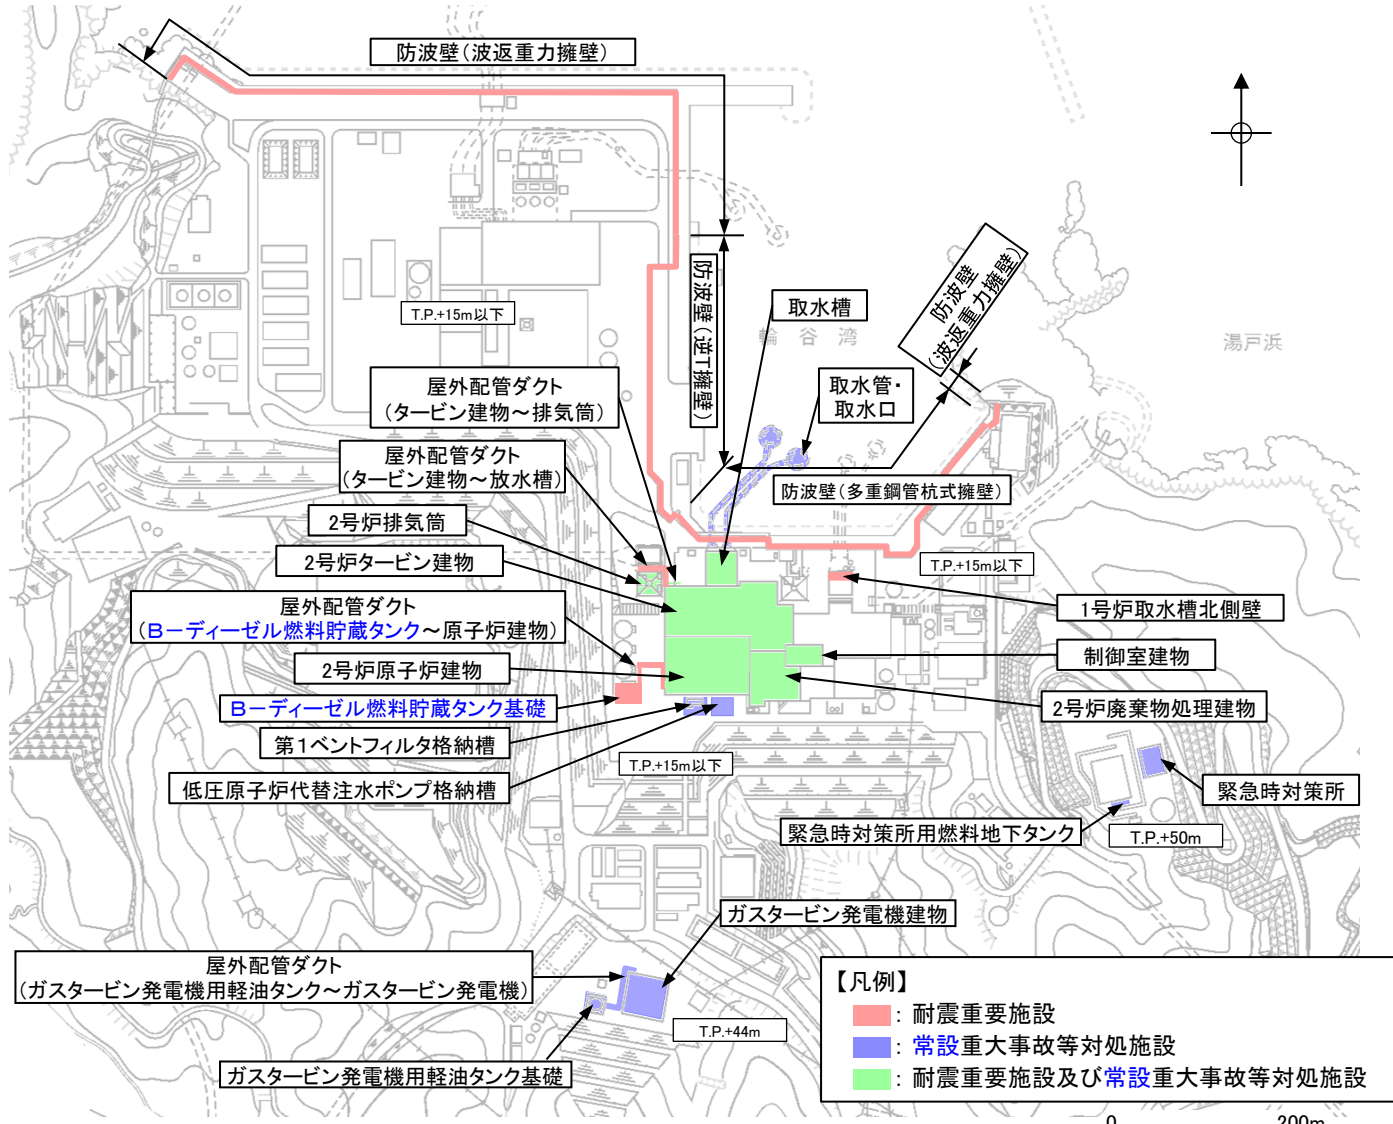 防波壁(波返重力擁壁)
防波壁(逆T擁壁)
防波壁
(波返重力擁壁)
取水槽
輪谷湾
湯戸浜
T.P.+15m以下
屋外配管ダクト
(タービン建物～排気筒)
取水管・
取水口
屋外配管ダクト
(タービン建物～放水槽)
防波壁(多重鋼管杭式擁壁)
2号炉排気筒
2号炉タービン建物
T.P.+15m以下
屋外配管ダクト
(B－ディーゼル燃料貯蔵タンク～原子炉建物)
1号炉取水槽北側壁
2号炉原子炉建物
制御室建物
B－ディーゼル燃料貯蔵タンク基礎
2号炉廃棄物処理建物
第1ベントフィルタ格納槽
T.P.+15m以下
低圧原子炉代替注水ポンプ格納槽
緊急時対策所
緊急時対策所用燃料地下タンク
T.P.+50m
ガスタービン発電機建物
屋外配管ダクト
(ガスタービン発電機用軽油タンク～ガスタービン発電機)
T.P.+44m
ガスタービン発電機用軽油タンク基礎
【凡例】
：耐震重要施設
：常設重大事故等対処施設
：耐震重要施設及び常設重大事故等対処施設
0 200m